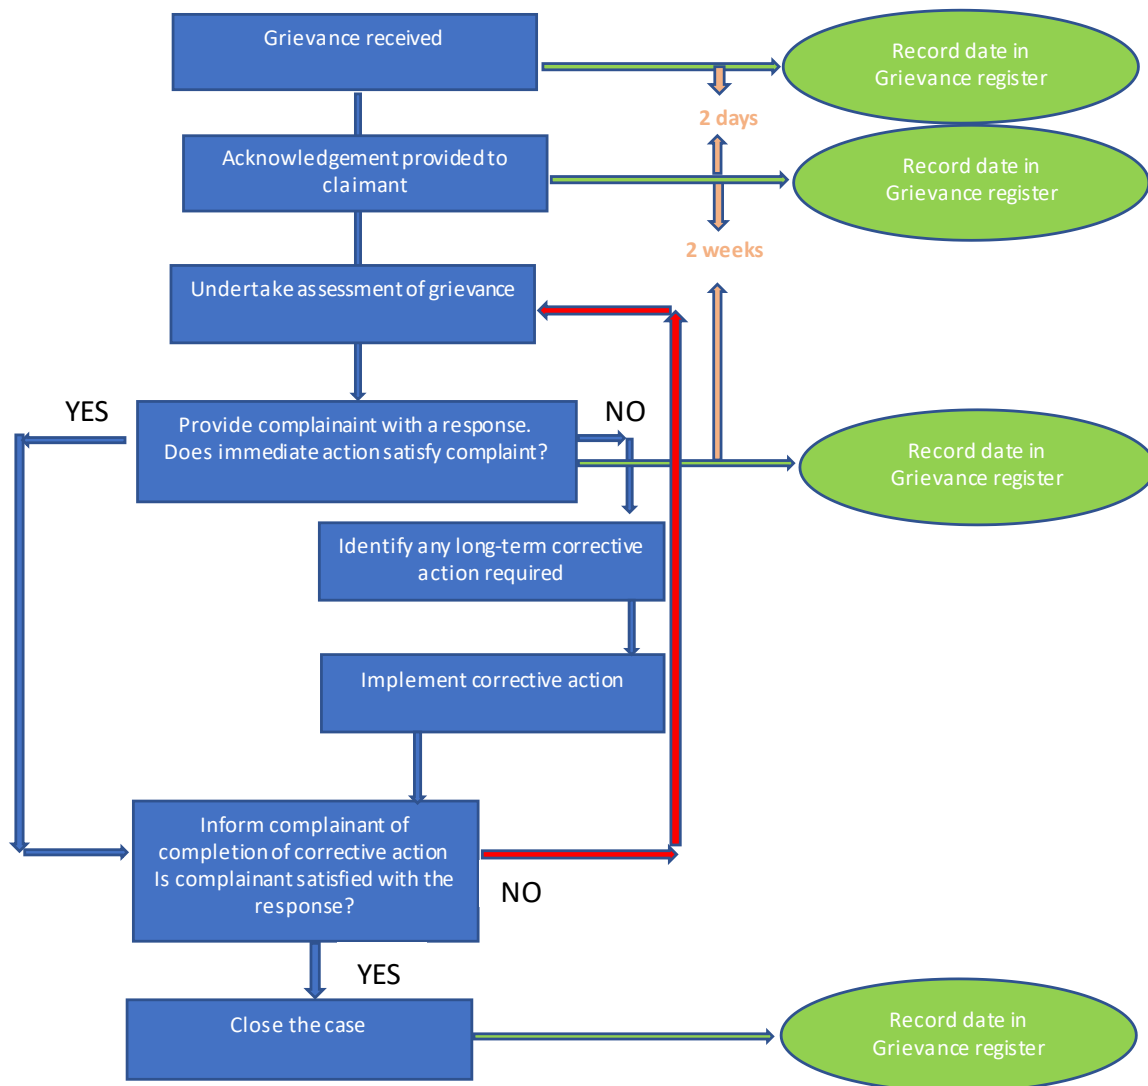 Grievance received
Record date in
Grievance register
2 days
Acknowledgement provided to
claimant
Record date in
Grievance register
2 weeks
Undertake assessment of grievance
YES
Provide complainaint with a response.
Does immediate action satisfy complaint?
NO
Record date in
Grievance register
Identify any long-term corrective
action required
Implement corrective action
Inform complainant of
completion of corrective action
Is complainant satisfied with the
response?
NO
YES
Close the case
Record date in
Grievance register